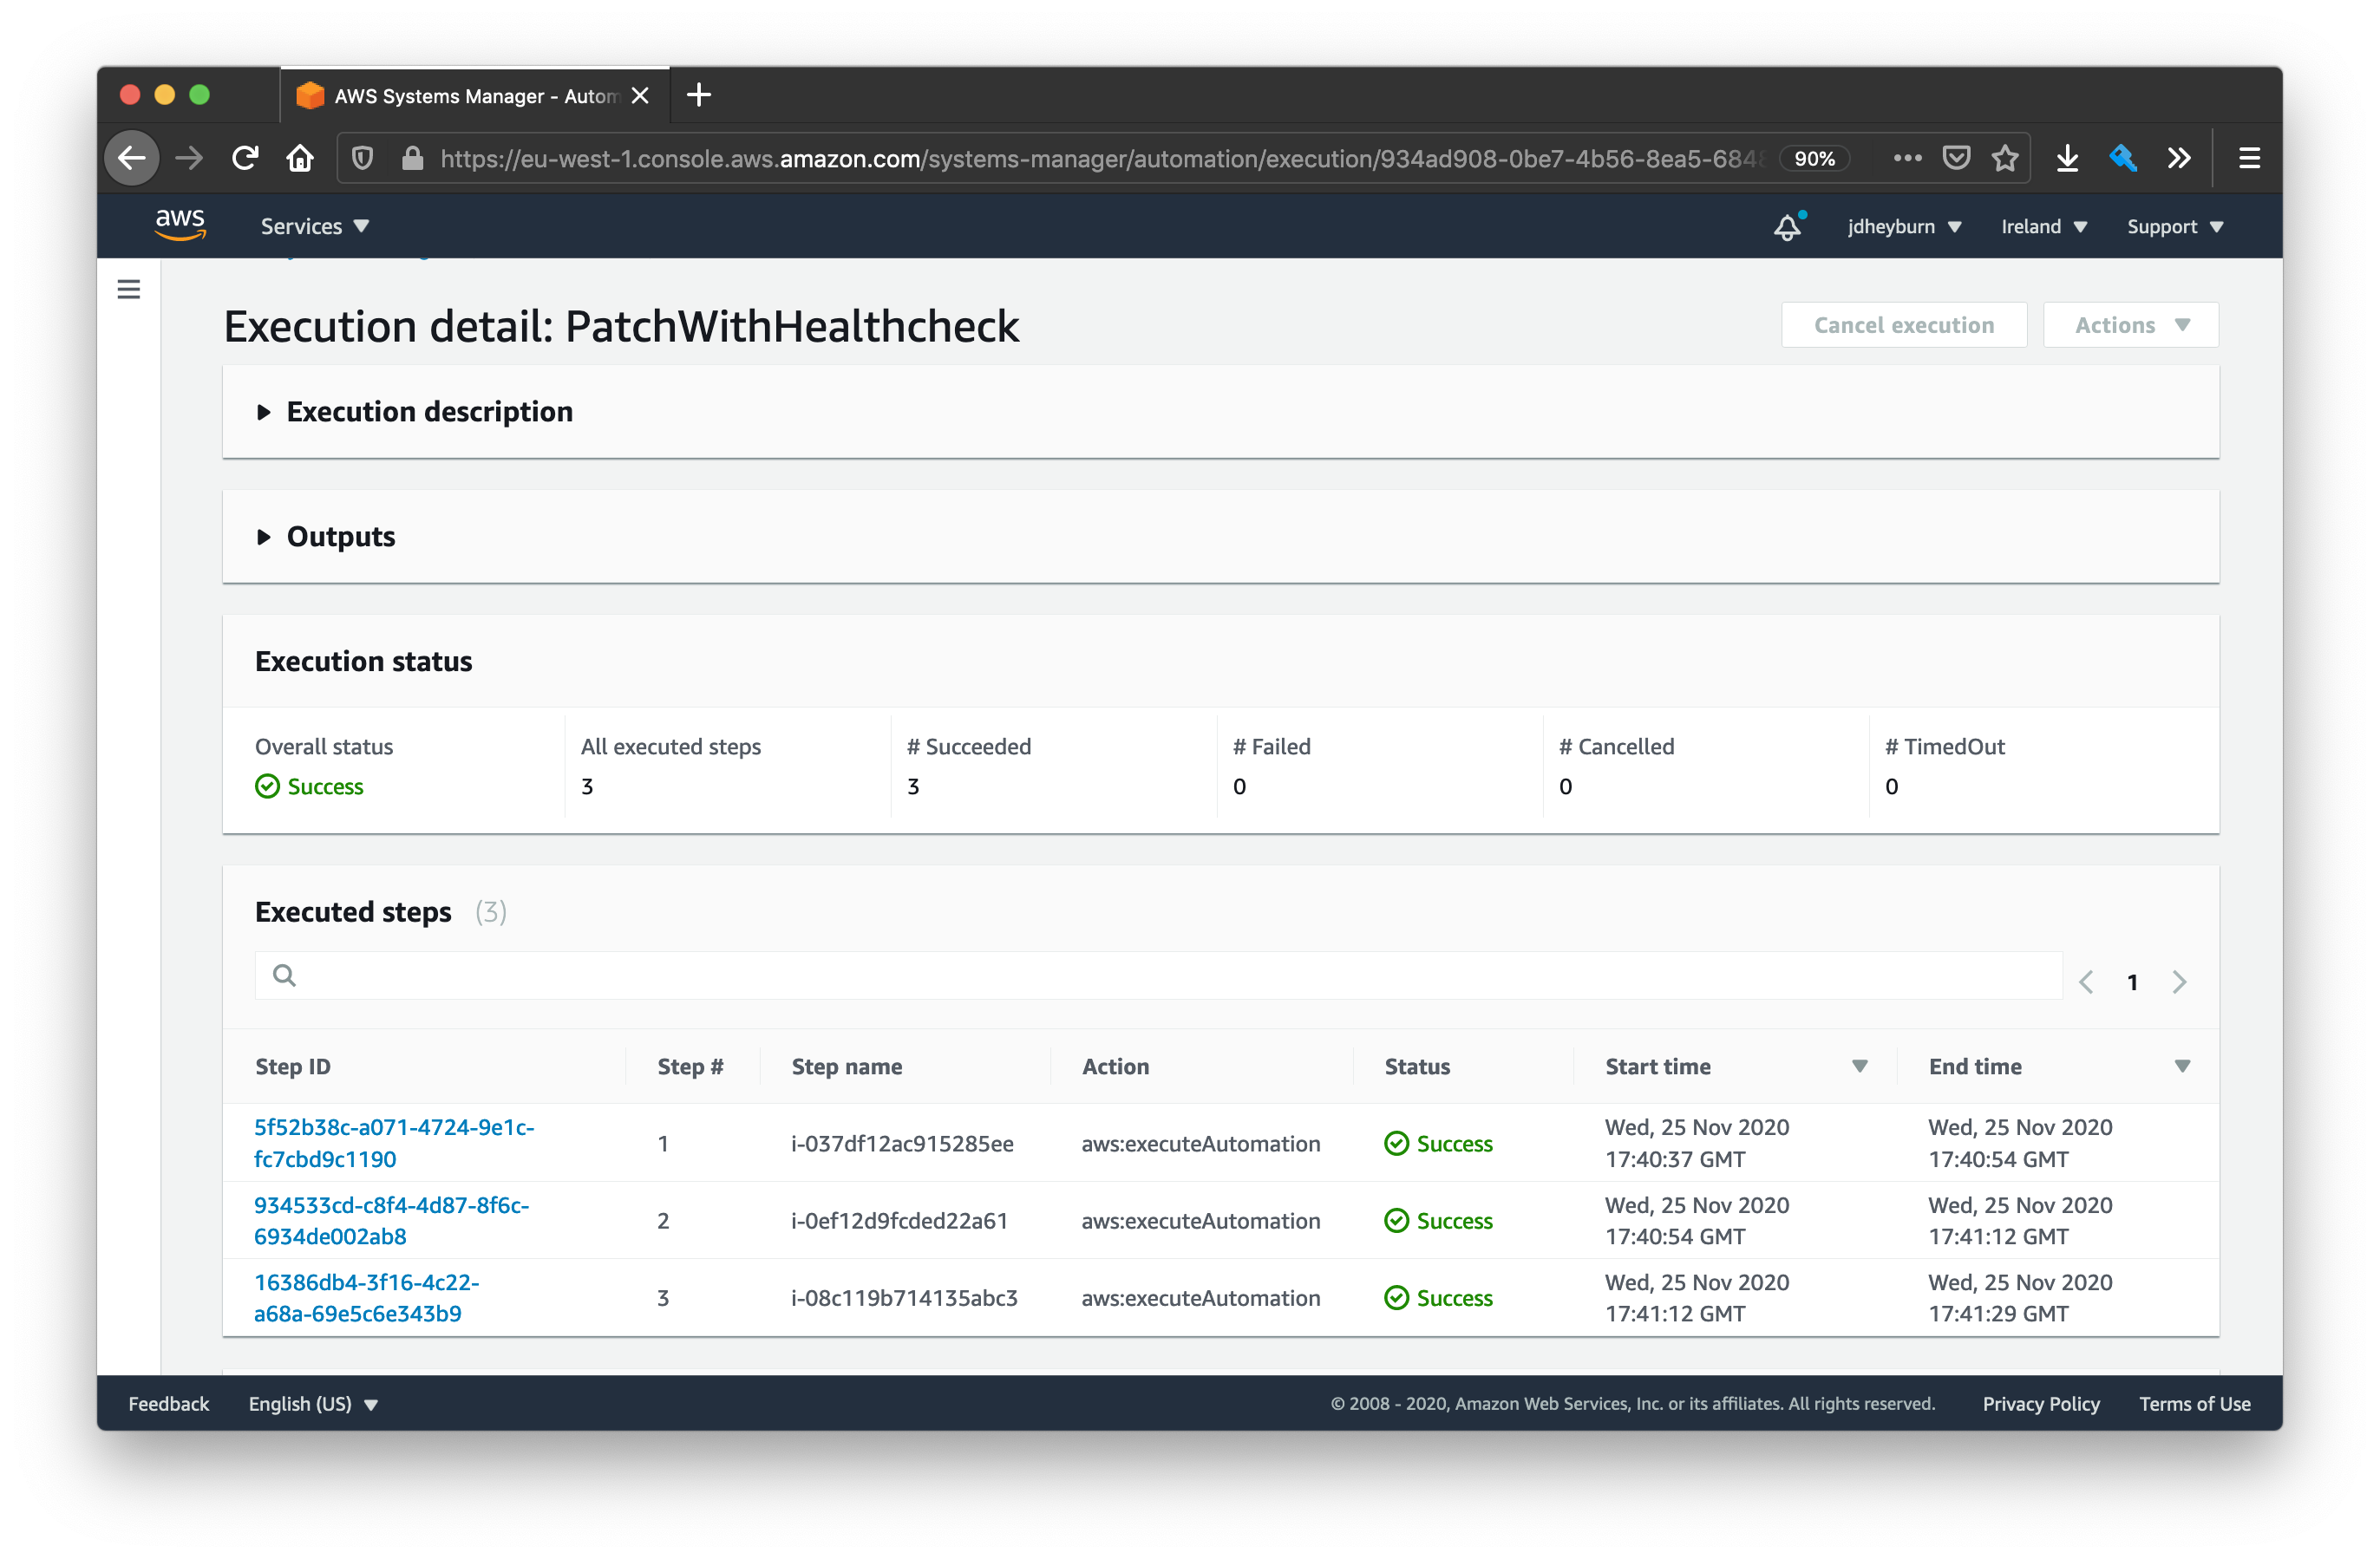 AWS Systems Manager - Autom
https://eu-west-1.console.aws.amazon.com/systems-manager/automation/execution/934ad908-0be7-4b56-8ea5-6848
90%
aws
Services
jdheyburn
Ireland
Support
Execution detail: PatchWithHealthcheck
Cancel execution
Actions
Execution description
Outputs
Execution status
Overall status
All executed steps
# Succeeded
# Failed
# Cancelled
# TimedOut
Success
3
3
0
0
0
Executed steps (3)
1
Step ID
Step #
Step name
Action
Status
Start time
End time
5f52b38c-a071-4724-9e1c-
fc7cbd9c1190
1
i-037df12ac915285ee
aws:executeAutomation
Success
Wed, 25 Nov 2020
17:40:37 GMT
Wed, 25 Nov 2020
17:40:54 GMT
934533cd-c8f4-4d87-8f6c-
6934de002ab8
2
i-0ef12d9fcded22a61
aws:executeAutomation
Success
Wed, 25 Nov 2020
17:40:54 GMT
Wed, 25 Nov 2020
17:41:12 GMT
16386db4-3f16-4c22-
a68a-69e5c6e343b9
3
i-08c119b714135abc3
aws:executeAutomation
Success
Wed, 25 Nov 2020
17:41:12 GMT
Wed, 25 Nov 2020
17:41:29 GMT
Feedback
English (US)
© 2008 - 2020, Amazon Web Services, Inc. or its affiliates. All rights reserved.
Privacy Policy
Terms of Use